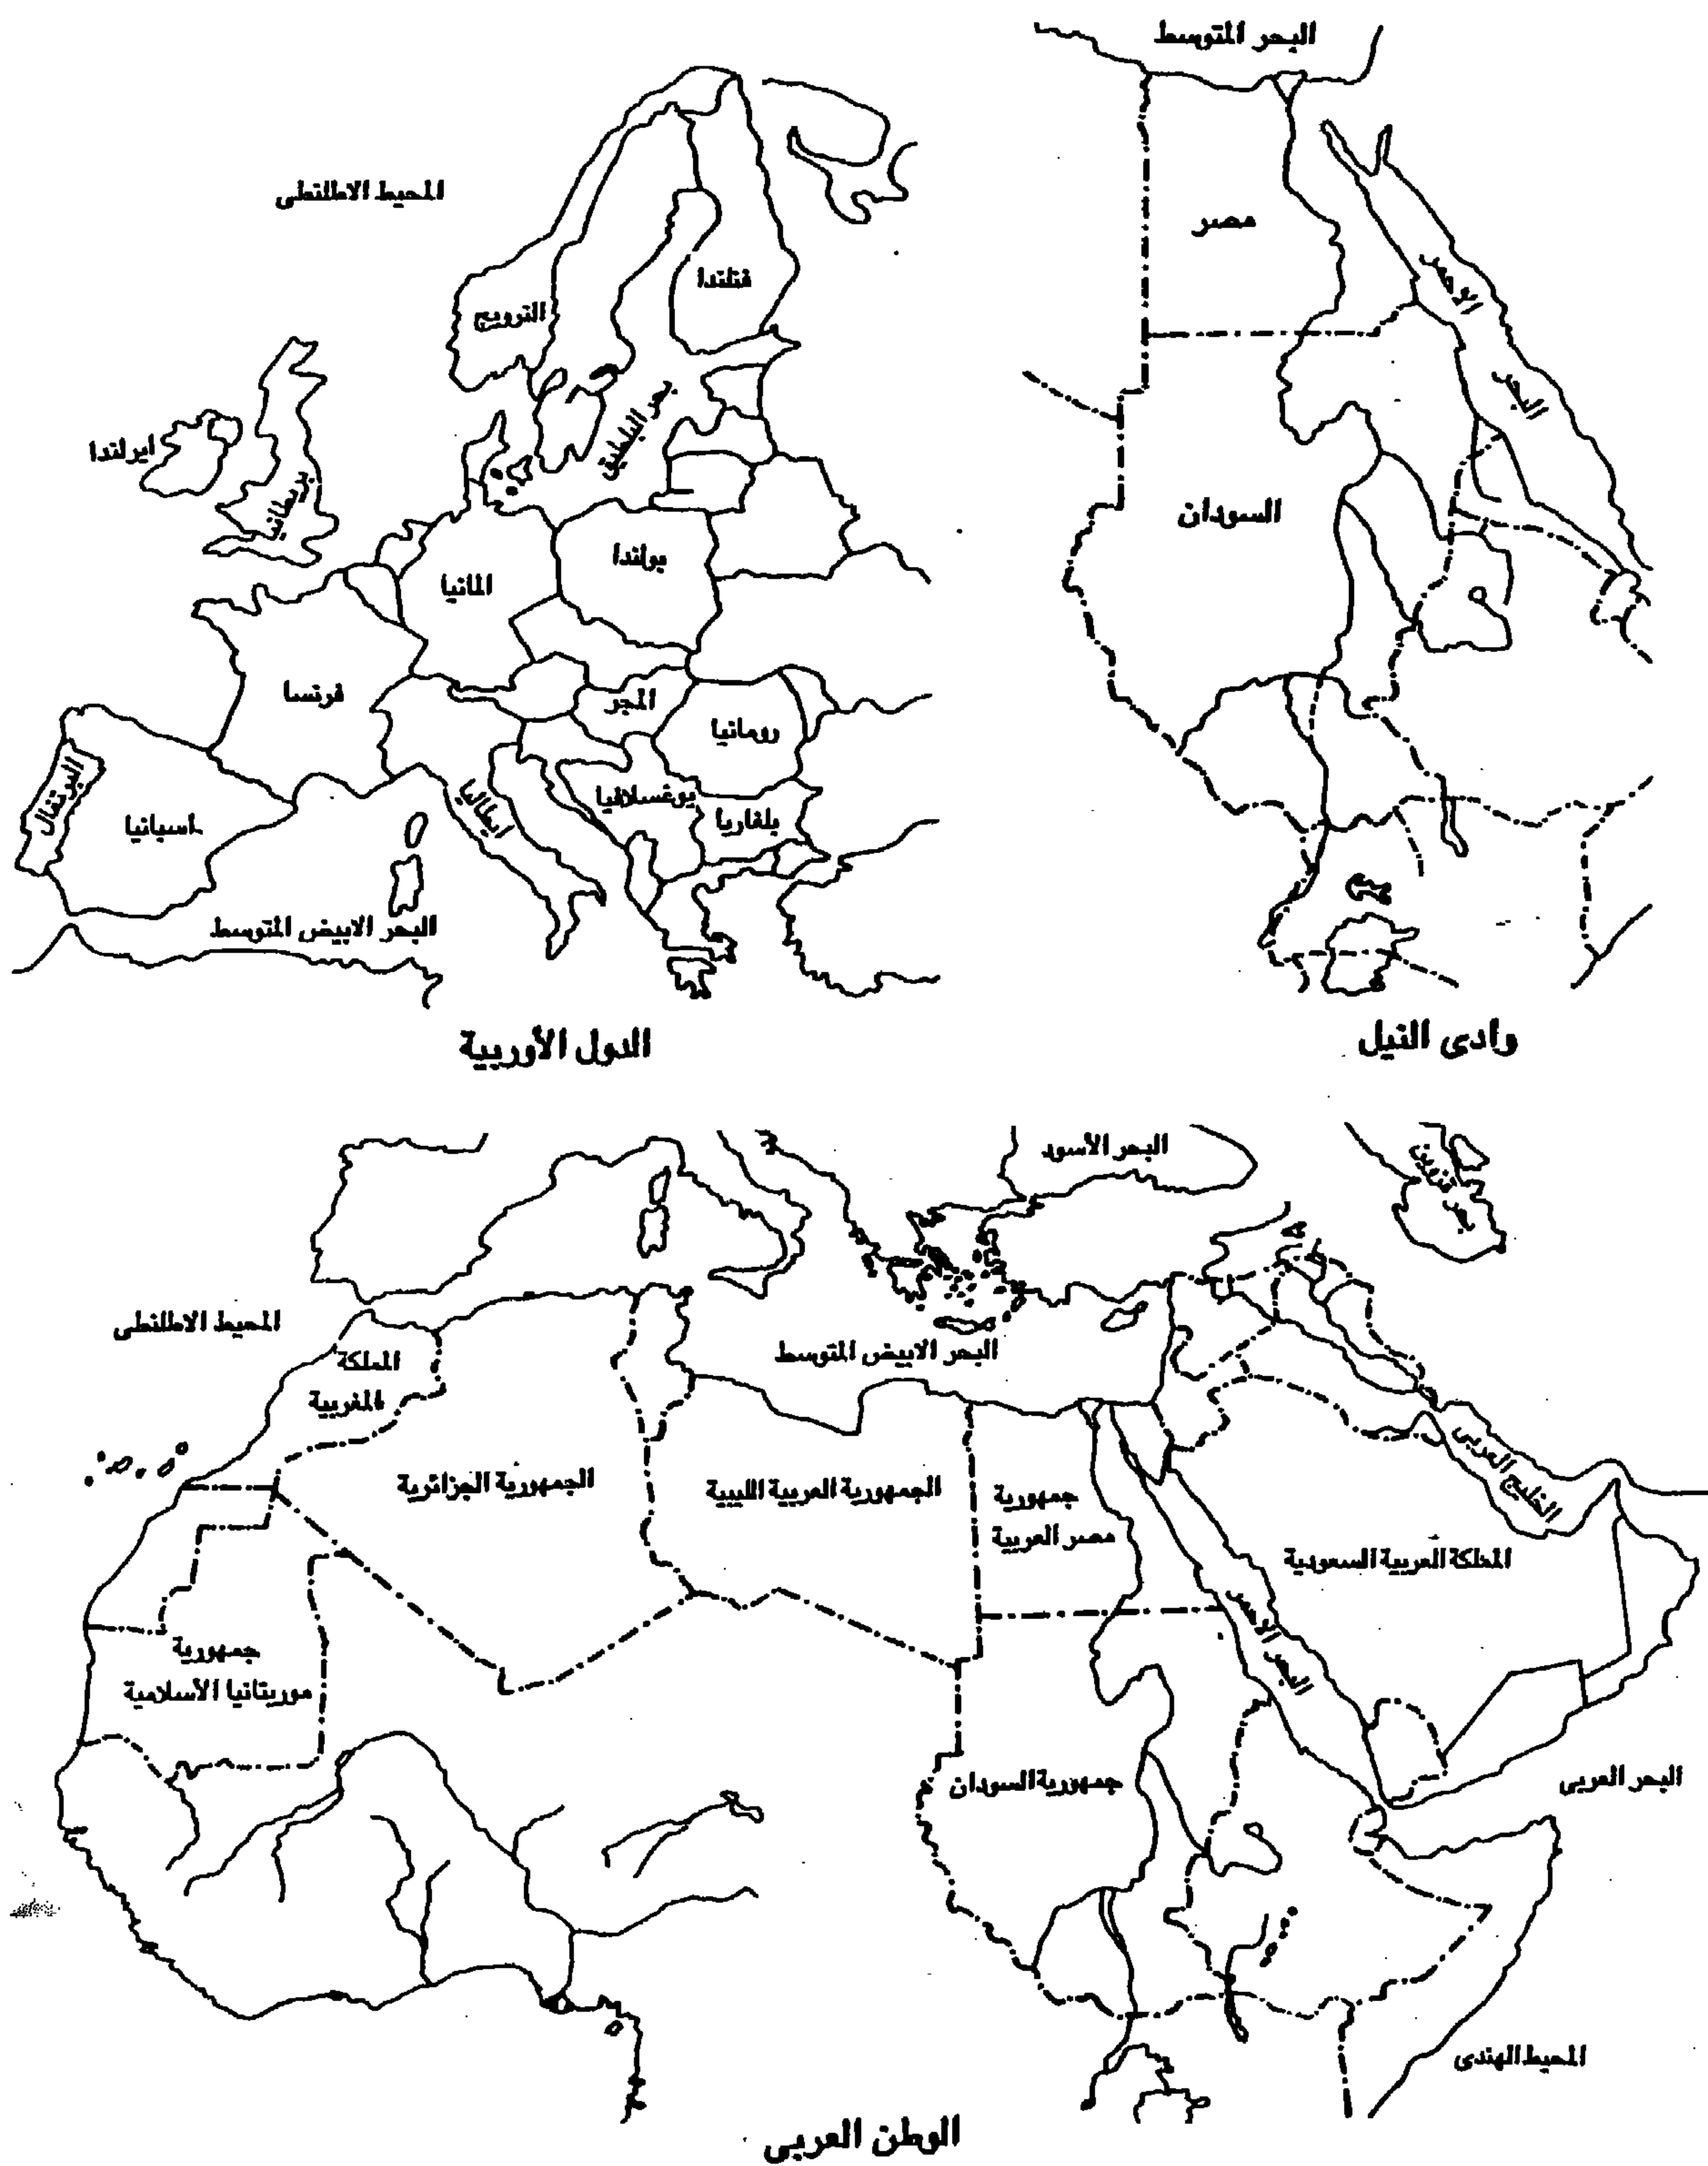 البحر المتوسط
مصر
الأحمر
البحر
السودان
وادى النيل
المحيط الاطلنطى
فنلندا
النرويج
بحر البلطيق
ايرلندا
بريطانيا
بولندا
المانيا
فرنسا
المجر
رومانيا
يوغسلافيا
بلغاريا
ايطاليا
البرتغال
اسبانيا
البحر الابيض المتوسط
الدول الأوربية
البحر الأسود
بحر قزوين
المحيط الاطلنطى
البحر الابيض المتوسط
المملكة
المغربية
الخليج العربى
الجمهورية الجزائرية
الجمهورية العربية الليبية
جمهورية
مصر العربية
المملكة العربية السعودية
الأحمر
البحر
جمهورية
موريتانيا الأسلامية
جمهورية السودان
البحر العربى
المحيط الهندى
الوطن العربى